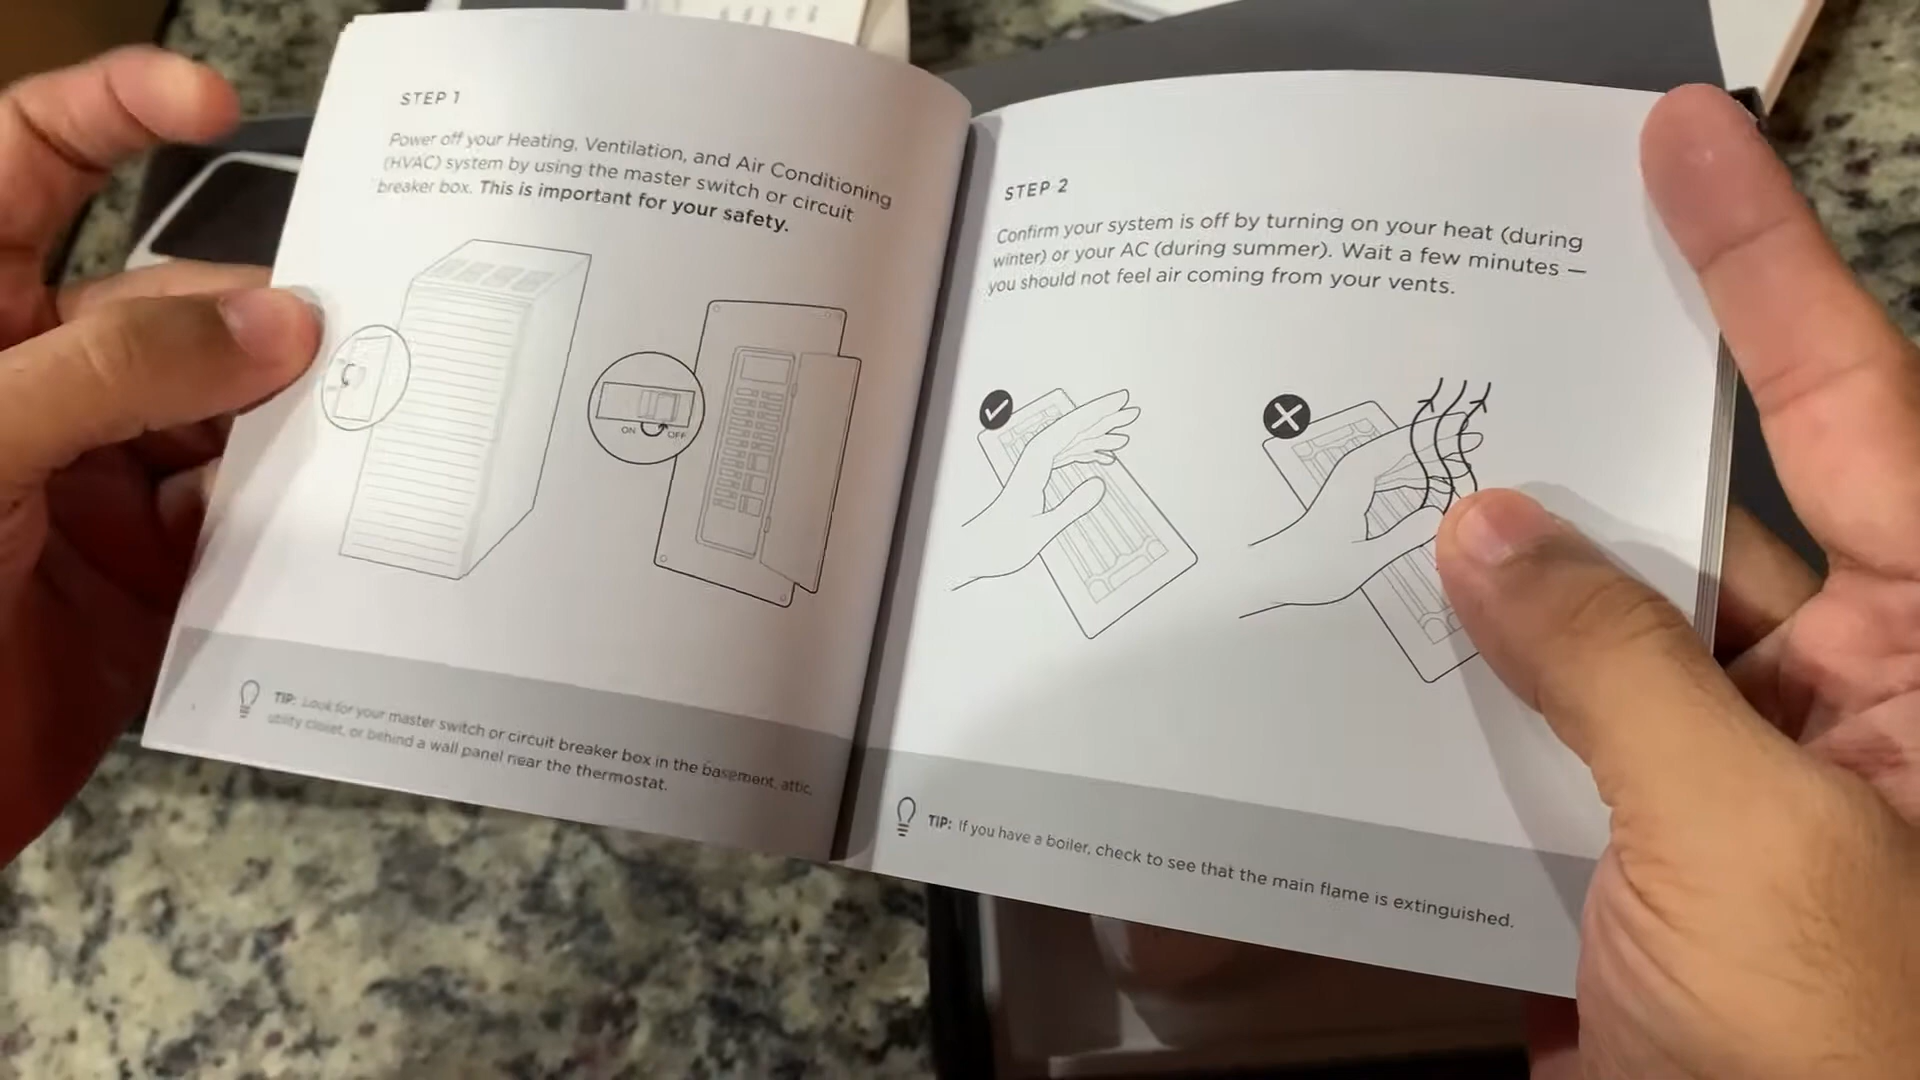 STEP 1
Power off your Heating, Ventilation, and Air Conditioning
(HVAC) system by using the master switch or circuit
breaker box. This is important for your safety.
ON OFF
TIP: Look for your master switch or circuit breaker box in the basement, attic,
utility closet, or behind a wall panel near the thermostat.
STEP 2
Confirm your system is off by turning on your heat (during
winter) or your AC (during summer). Wait a few minutes —
you should not feel air coming from your vents.
TIP: If you have a boiler, check to see that the main flame is extinguished.